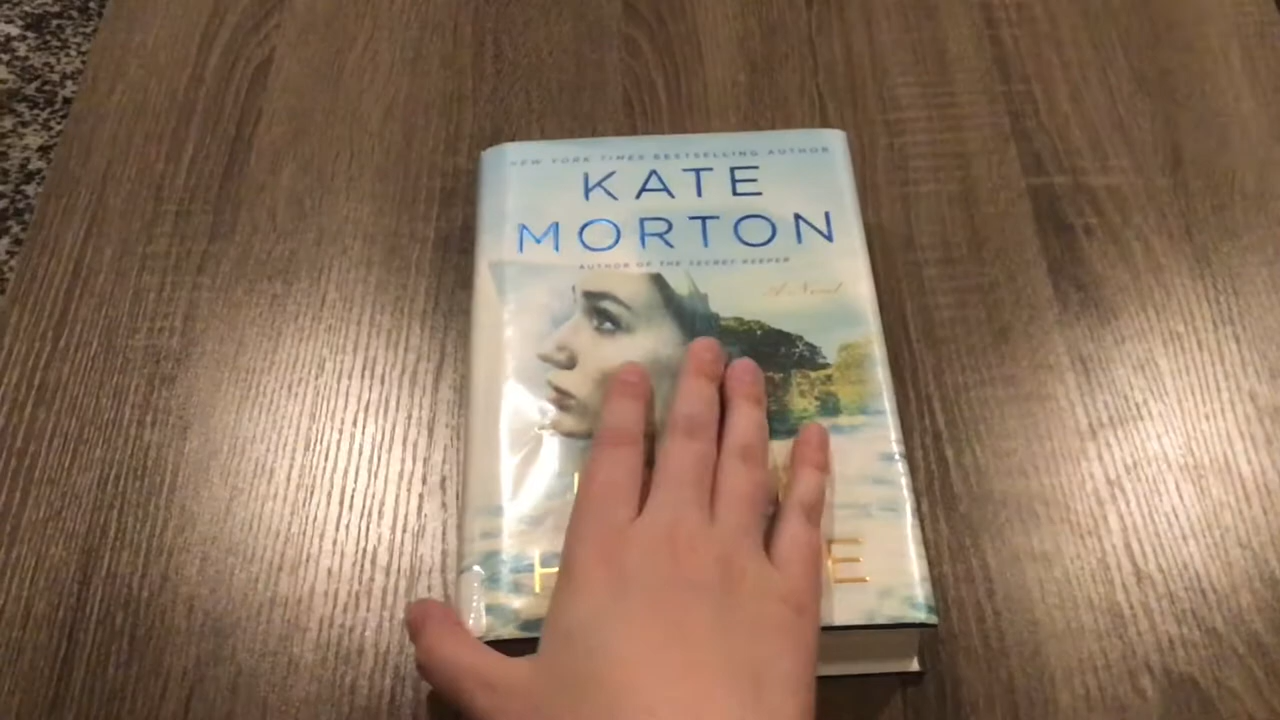 NEW YORK TIMES BESTSELLING AUTHOR
KATE
MORTON
AUTHOR OF THE SECRET KEEPER
A Novel
H E